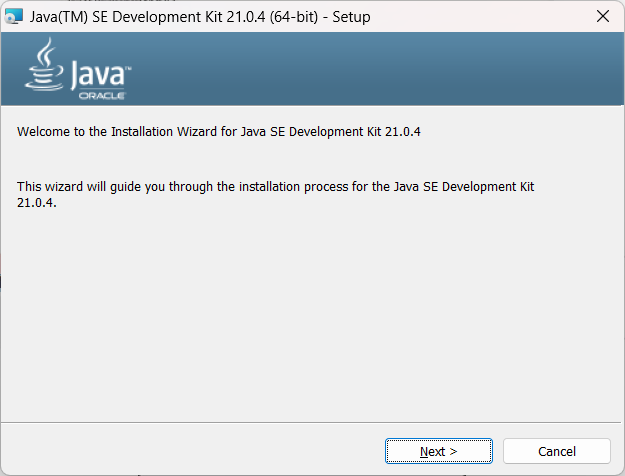 Java(TM) SE Development Kit 21.0.4 (64-bit) - Setup
Java™
ORACLE
Welcome to the Installation Wizard for Java SE Development Kit 21.0.4
This wizard will guide you through the installation process for the Java SE Development Kit
21.0.4.
Next >
Cancel